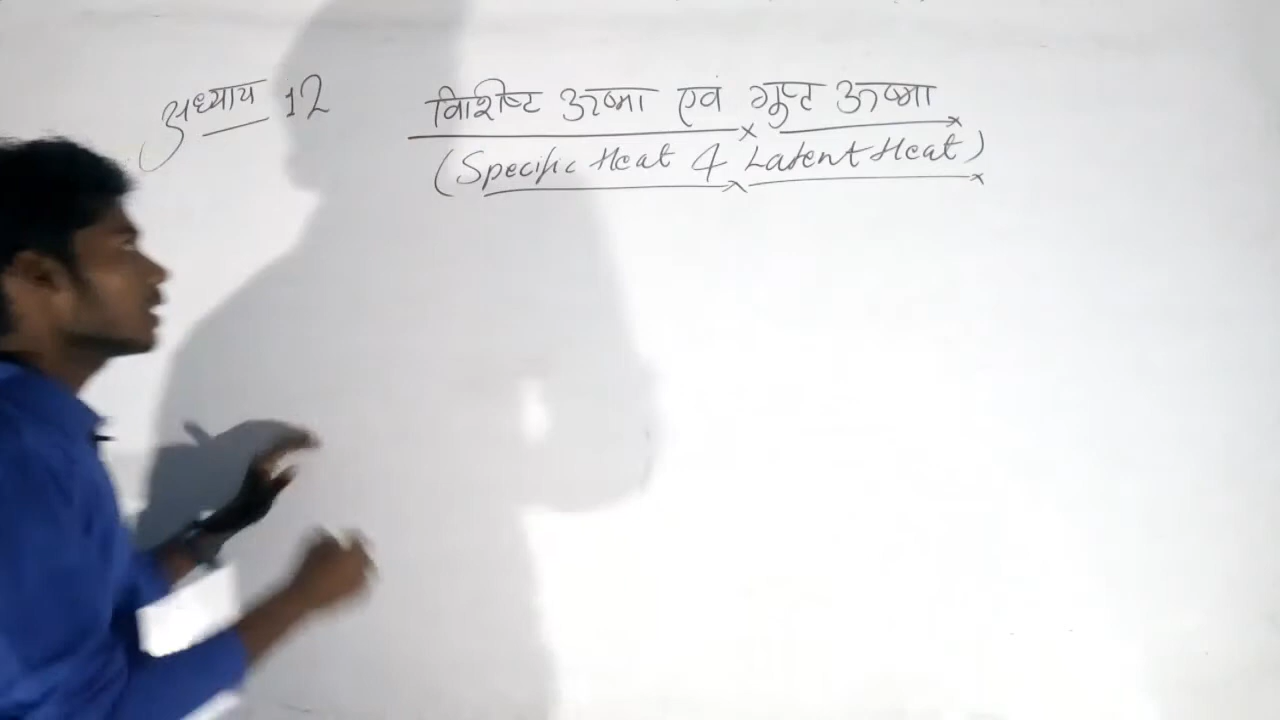 अध्याय 12
विशिष्ट ऊष्मा एवं गुप्ट ऊष्मा
(Specific Heat & Latent Heat)